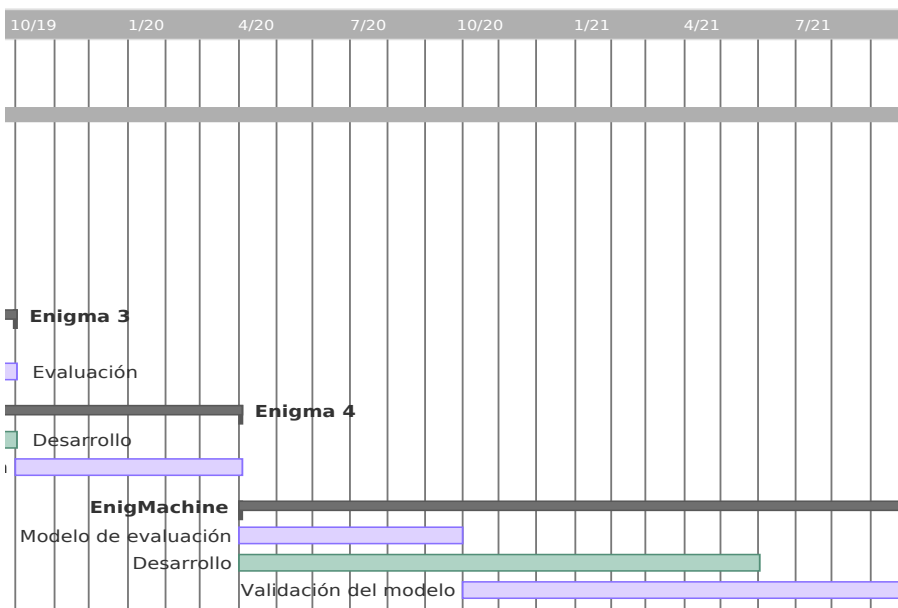 10/19 1/20 4/20 7/20 10/20 1/21 4/21 7/21
Enigma 3
Evaluación
Enigma 4
Desarrollo
EnigMachine
Modelo de evaluación
Desarrollo
Validación del modelo